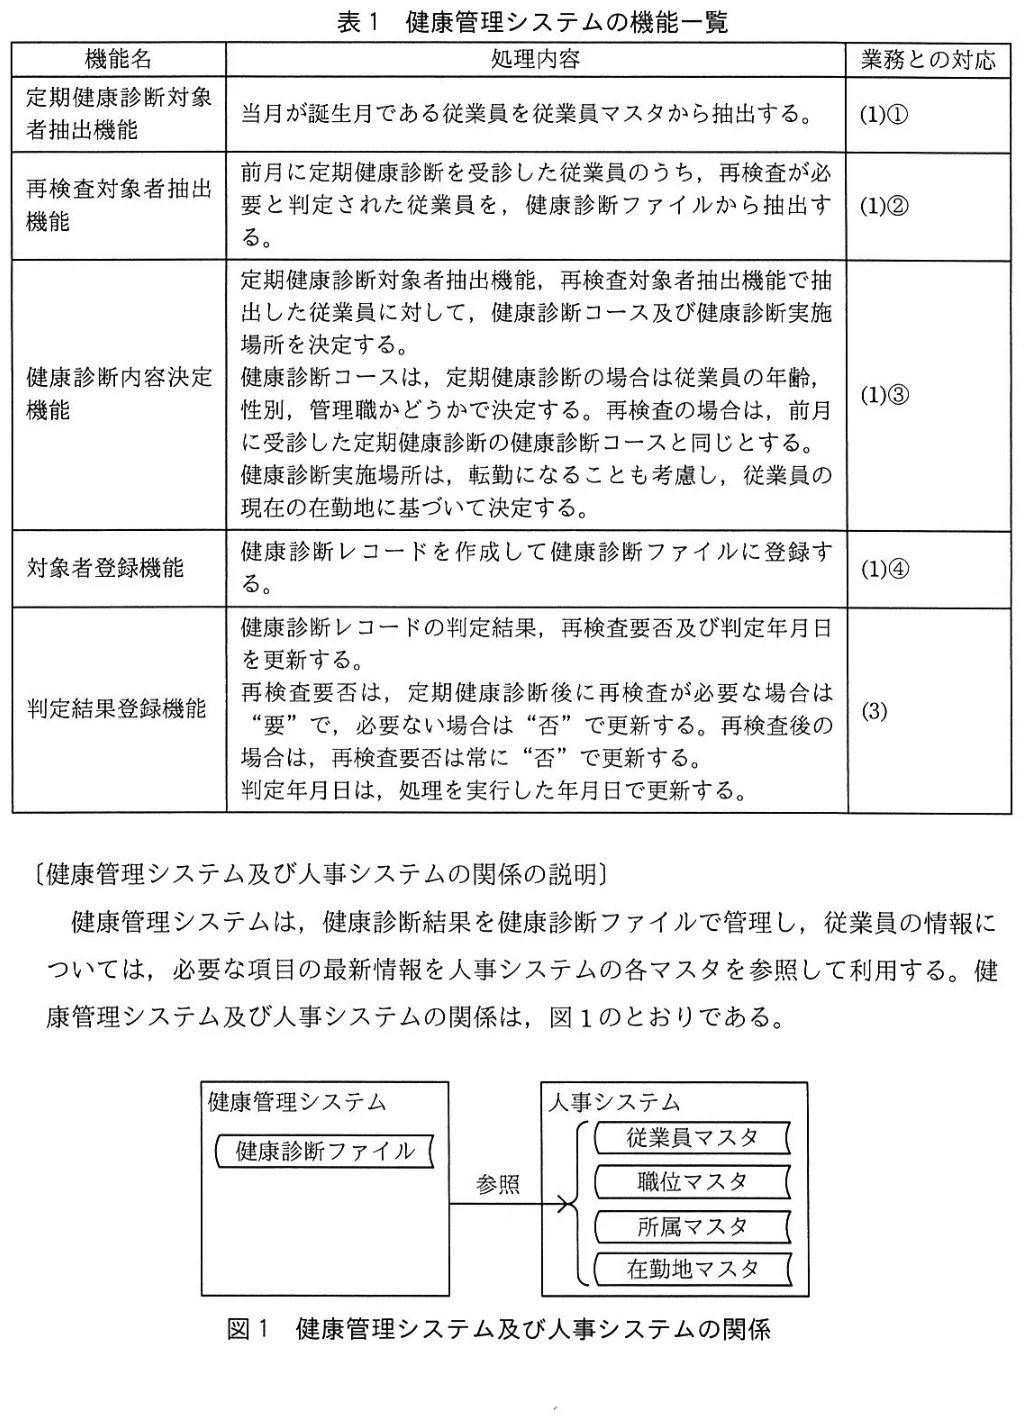 表1 健康管理システムの機能一覧
機能名 処理内容 業務との対応
定期健康診断対象
者抽出機能
当月が誕生月である従業員を従業員マスタから抽出する。
(1)①
再検査対象者抽出
機能
前月に定期健康診断を受診した従業員のうち，再検査が必
要と判定された従業員を，健康診断ファイルから抽出す
る。
(1)②
健康診断内容決定
機能
定期健康診断対象者抽出機能，再検査対象者抽出機能で抽
出した従業員に対して，健康診断コース及び健康診断実施
場所を決定する。
健康診断コースは，定期健康診断の場合は従業員の年齢，
性別，管理職かどうかで決定する。再検査の場合は，前月
に受診した定期健康診断の健康診断コースと同じとする。
健康診断実施場所は，転勤になることも考慮し，従業員の
現在の在勤地に基づいて決定する。
(1)③
対象者登録機能
健康診断レコードを作成して健康診断ファイルに登録す
る。
(1)④
判定結果登録機能
健康診断レコードの判定結果，再検査要否及び判定年月日
を更新する。
再検査要否は，定期健康診断後に再検査が必要な場合は
“要”で，必要ない場合は“否”で更新する。再検査後の
場合は，再検査要否は常に“否”で更新する。
判定年月日は，処理を実行した年月日で更新する。
(3)
〔健康管理システム及び人事システムの関係の説明〕
健康管理システムは，健康診断結果を健康診断ファイルで管理し，従業員の情報に
ついては，必要な項目の最新情報を人事システムの各マスタを参照して利用する。健
康管理システム及び人事システムの関係は，図1のとおりである。
健康管理システム
健康診断ファイル
参照
人事システム
従業員マスタ
職位マスタ
所属マスタ
在勤地マスタ
図1 健康管理システム及び人事システムの関係